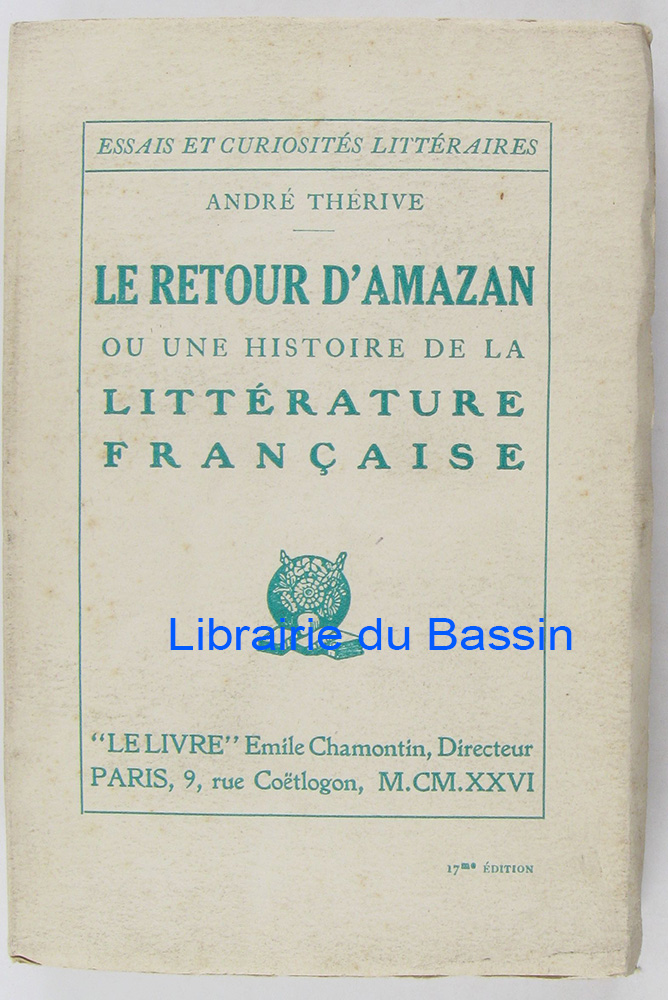 ESSAIS ET CURIOSITÉS LITTÉRAIRES
ANDRÉ THÉRIVE
LE RETOUR D'AMAZAN
OU UNE HISTOIRE DE LA
LITTÉRATURE
FRANÇAISE
Librairie du Bassin
"LE LIVRE" Emile Chamontin, Directeur
PARIS, 9, rue Coëtlogon, M.CM.XXVI
17me ÉDITION